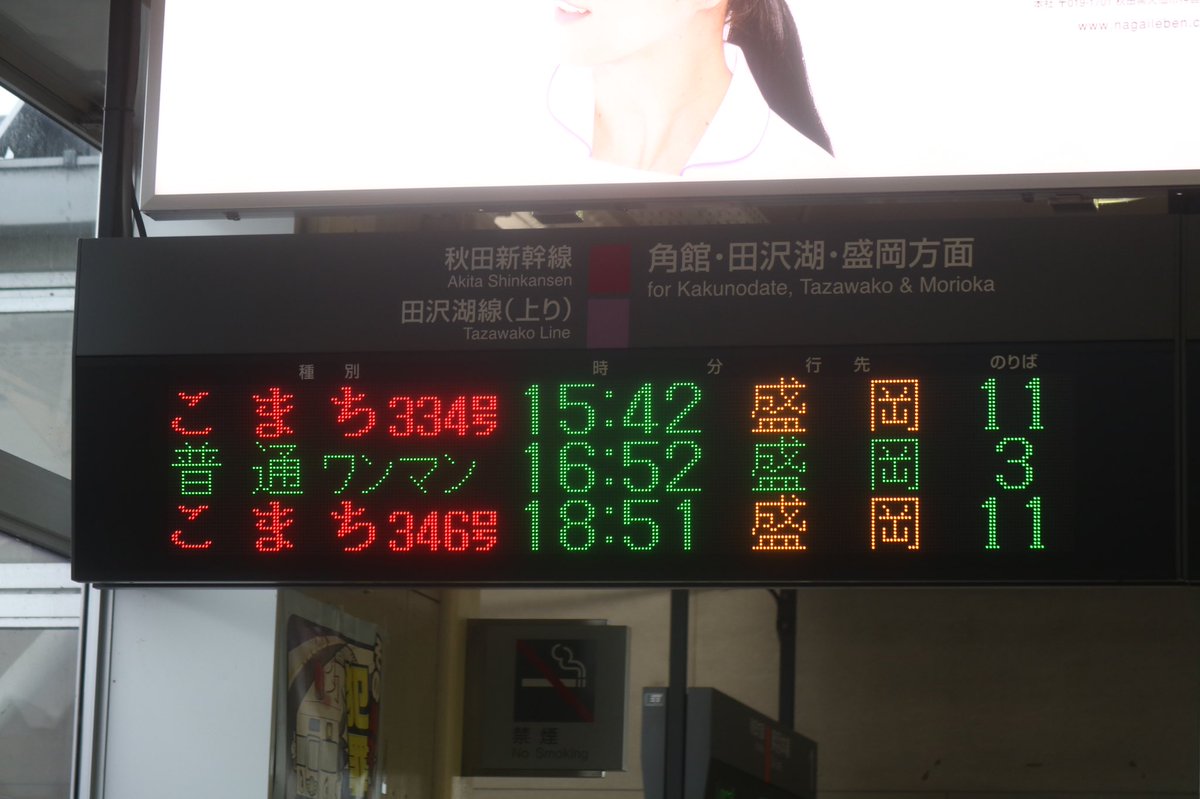 www.nagaileben.c
秋田新幹線
Akita Shinkansen
角館・田沢湖・盛岡方面
for Kakunodate, Tazawako & Morioka
田沢湖線(上り)
Tazawako Line
種別 時 分 行先 のりば
こまち334号 15:42 盛岡 11
普通ワンマン 16:52 盛岡 3
こまち346号 18:51 盛岡 11
禁煙
No Smoking
犯罪